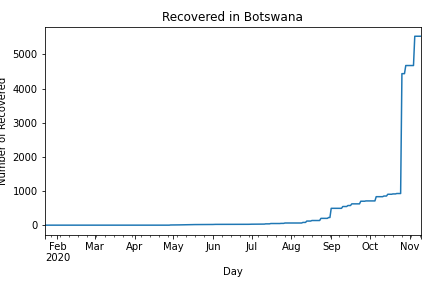 Recovered in Botswana
Number of Recovered
5000
4000
3000
2000
1000
0
Feb Mar Apr May Jun Jul Aug Sep Oct Nov
2020
Day